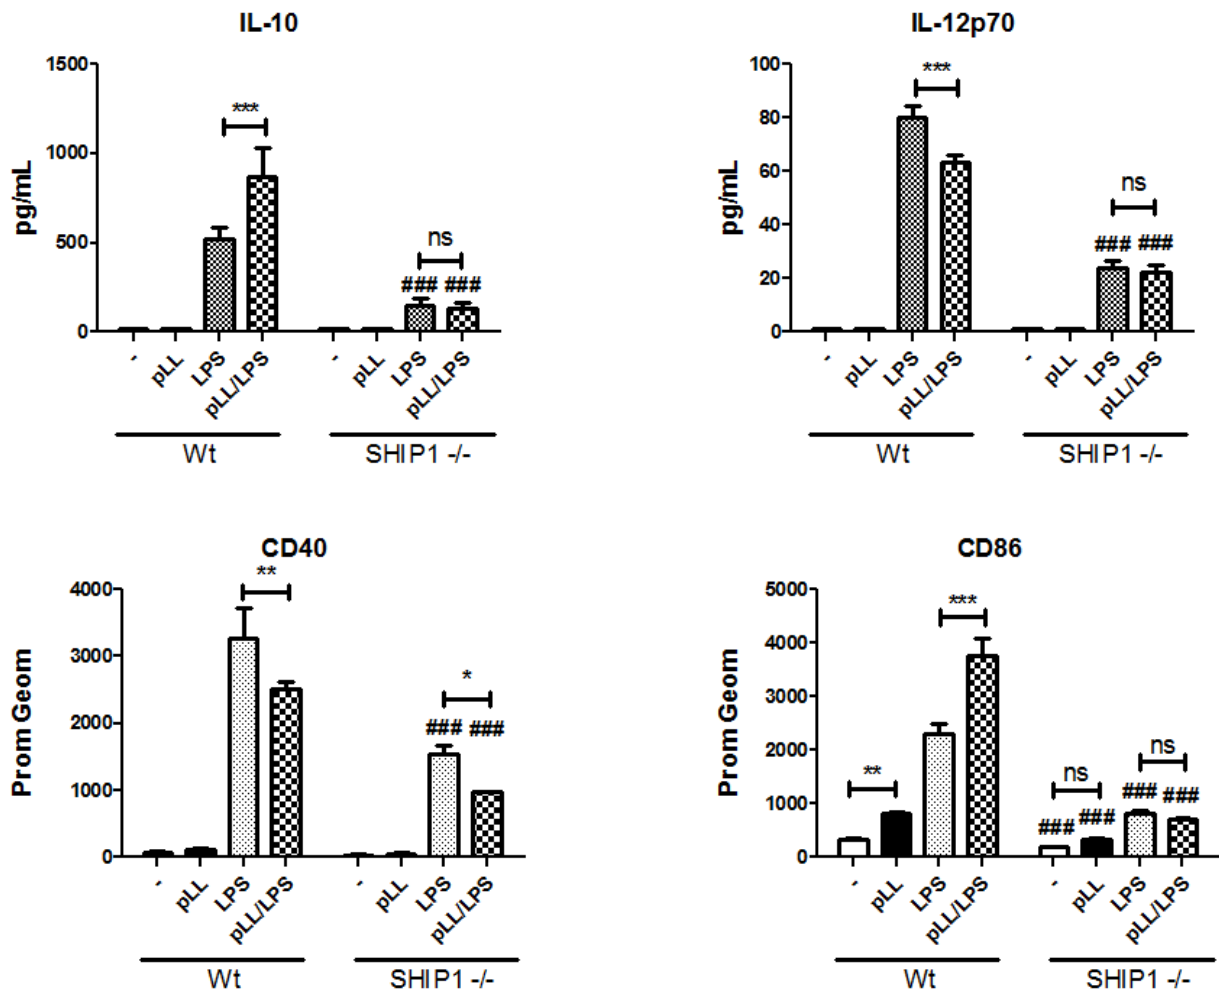 IL-10
1500
1000
500
0
pg/mL
***
ns
### ###
- pLL LPS pLL/LPS - pLL LPS pLL/LPS
Wt SHIP1 -/-
IL-12p70
100
80
60
40
20
0
pg/mL
***
ns
### ###
- pLL LPS pLL/LPS - pLL LPS pLL/LPS
Wt SHIP1 -/-
CD40
4000
3000
2000
1000
0
Prom Geom
**
*
### ###
- pLL LPS pLL/LPS - pLL LPS pLL/LPS
Wt SHIP1 -/-
CD86
5000
4000
3000
2000
1000
0
Prom Geom
**
***
ns
ns
### ### ### ###
- pLL LPS pLL/LPS - pLL LPS pLL/LPS
Wt SHIP1 -/-